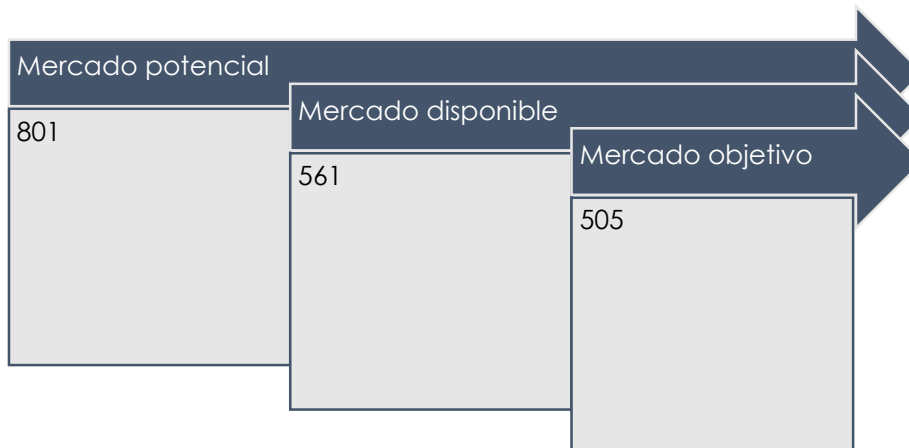 Mercado potencial
801
Mercado disponible
561
Mercado objetivo
505